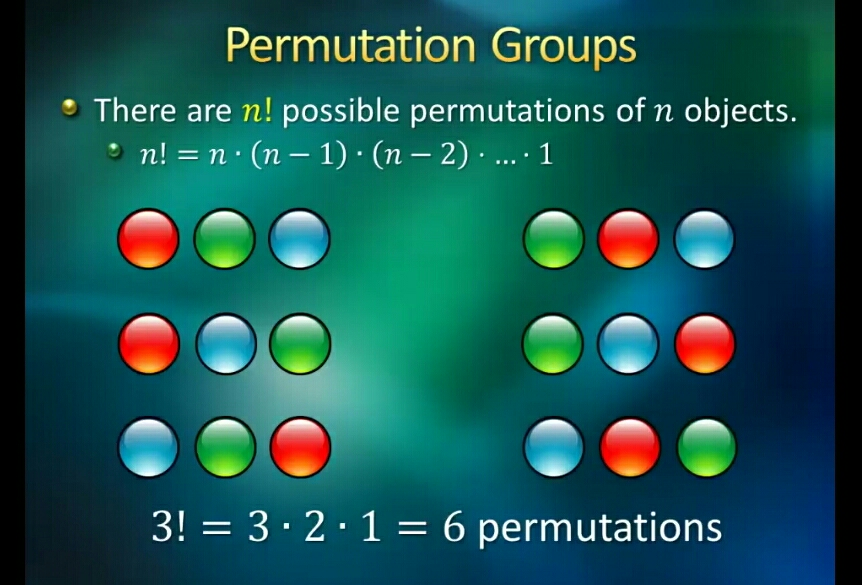 Permutation Groups
There are n! possible permutations of n objects.
n! = n · (n − 1) · (n − 2) · … · 1
3! = 3 · 2 · 1 = 6 permutations